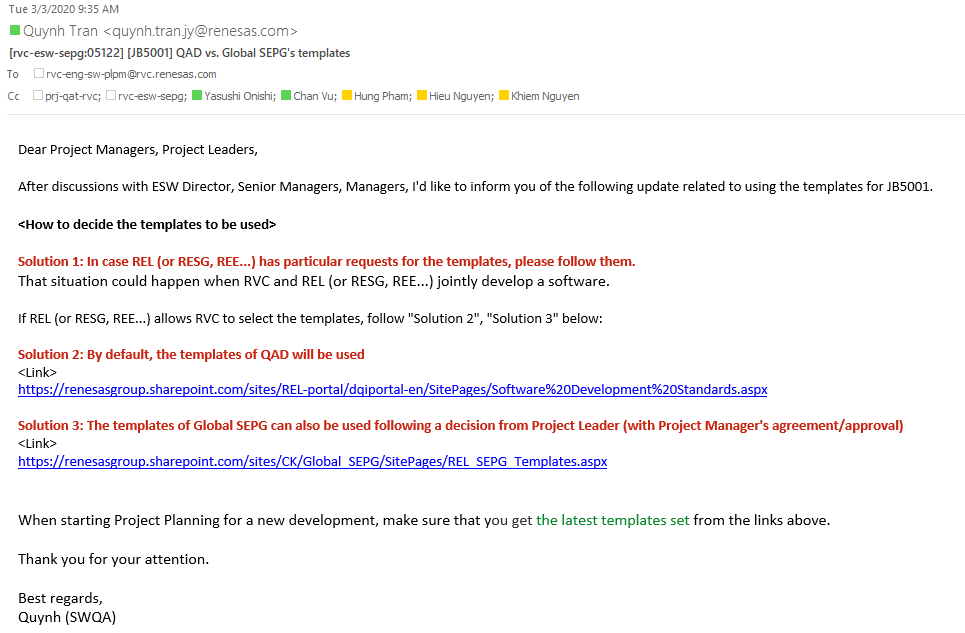 Tue 3/3/2020 9:35 AM
Quynh Tran <quynh.tran.jy@renesas.com>
[rvc-esw-sepg:05122] [JB5001] QAD vs. Global SEPG's templates
To rvc-eng-sw-plpm@rvc.renesas.com
Cc prj-qat-rvc; rvc-esw-sepg; Yasushi Onishi; Chan Vu; Hung Pham; Hieu Nguyen; Khiem Nguyen
Dear Project Managers, Project Leaders,
After discussions with ESW Director, Senior Managers, Managers, I'd like to inform you of the following update related to using the templates for JB5001.
<How to decide the templates to be used>
Solution 1: In case REL (or RESG, REE...) has particular requests for the templates, please follow them.
That situation could happen when RVC and REL (or RESG, REE...) jointly develop a software.
If REL (or RESG, REE...) allows RVC to select the templates, follow "Solution 2", "Solution 3" below:
Solution 2: By default, the templates of QAD will be used
<Link>
https://renesasgroup.sharepoint.com/sites/REL-portal/dqiportal-en/SitePages/Software%20Development%20Standards.aspx
Solution 3: The templates of Global SEPG can also be used following a decision from Project Leader (with Project Manager's agreement/approval)
<Link>
https://renesasgroup.sharepoint.com/sites/CK/Global_SEPG/SitePages/REL_SEPG_Templates.aspx
When starting Project Planning for a new development, make sure that you get the latest templates set from the links above.
Thank you for your attention.
Best regards,
Quynh (SWQA)